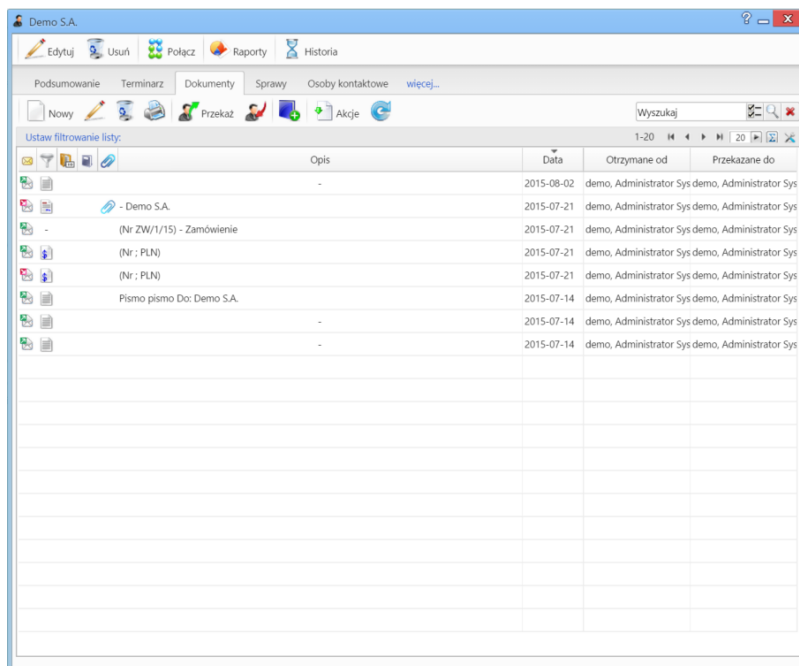 Demo S.A.
Edytuj Usuń Połącz Raporty Historia
Podsumowanie Terminarz Dokumenty Sprawy Osoby kontaktowe więcej...
Nowy Przekaż Akcje Wyszukaj
Ustaw filtrowanie listy: 1-20 20
Opis Data Otrzymane od Przekazane do
- 2015-08-02 demo, Administrator Sys demo, Administrator Sys
- Demo S.A. 2015-07-21 demo, Administrator Sys demo, Administrator Sys
- (Nr ZW/1/15) - Zamówienie 2015-07-21 demo, Administrator Sys demo, Administrator Sys
(Nr ; PLN) 2015-07-21 demo, Administrator Sys demo, Administrator Sys
(Nr ; PLN) 2015-07-21 demo, Administrator Sys demo, Administrator Sys
Pismo pismo Do: Demo S.A. 2015-07-14 demo, Administrator Sys demo, Administrator Sys
- 2015-07-14 demo, Administrator Sys demo, Administrator Sys
- 2015-07-14 demo, Administrator Sys demo, Administrator Sys